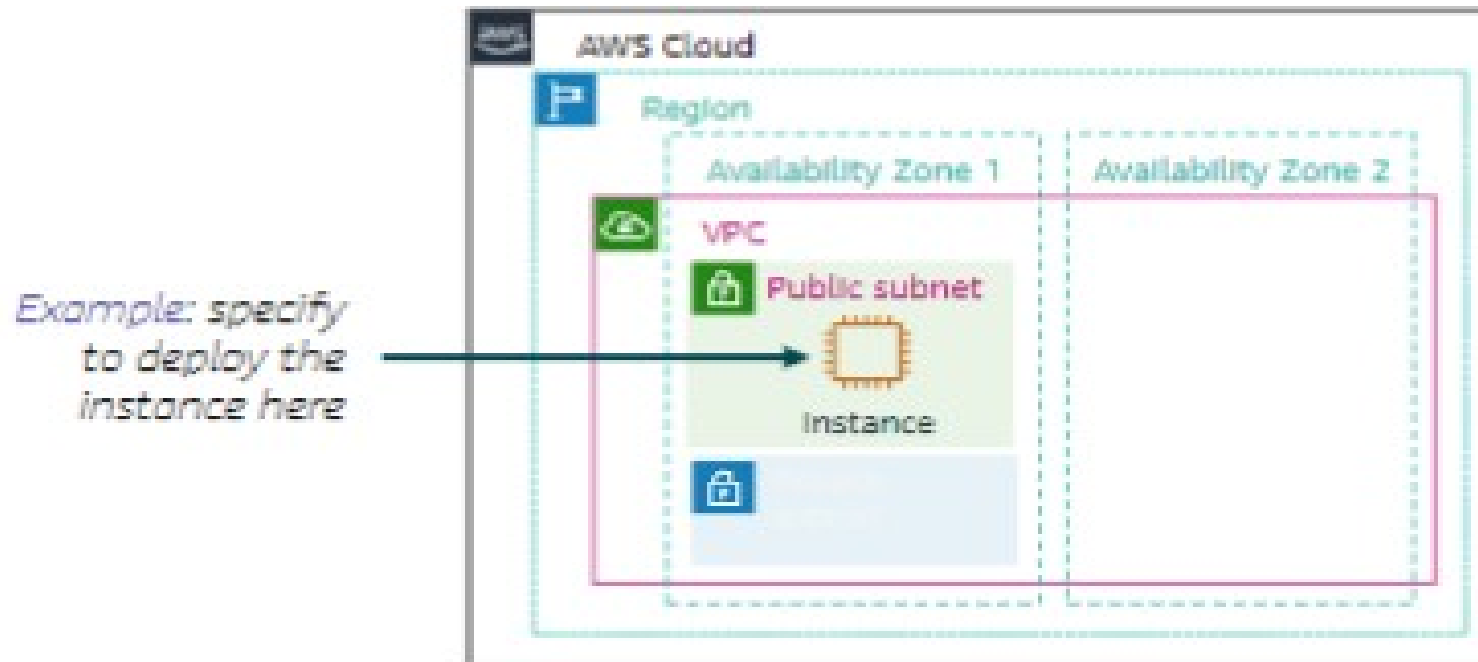 aws
AWS Cloud
Region
Availability Zone 1
Availability Zone 2
VPC
Public subnet
Example: specify
to deploy the
instance here
Instance